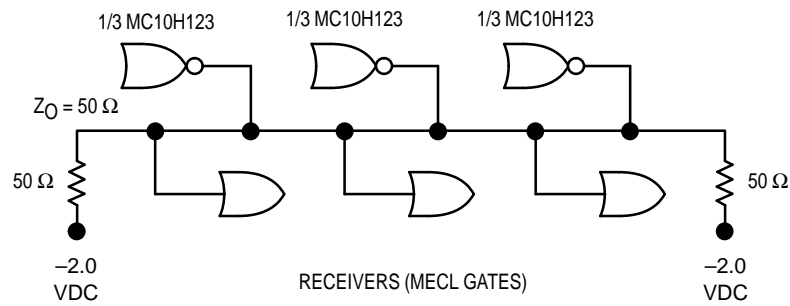 1/3 MC10H123
1/3 MC10H123
1/3 MC10H123
ZO = 50 Ω
50 Ω
50 Ω
–2.0
VDC
RECEIVERS (MECL GATES)
–2.0
VDC